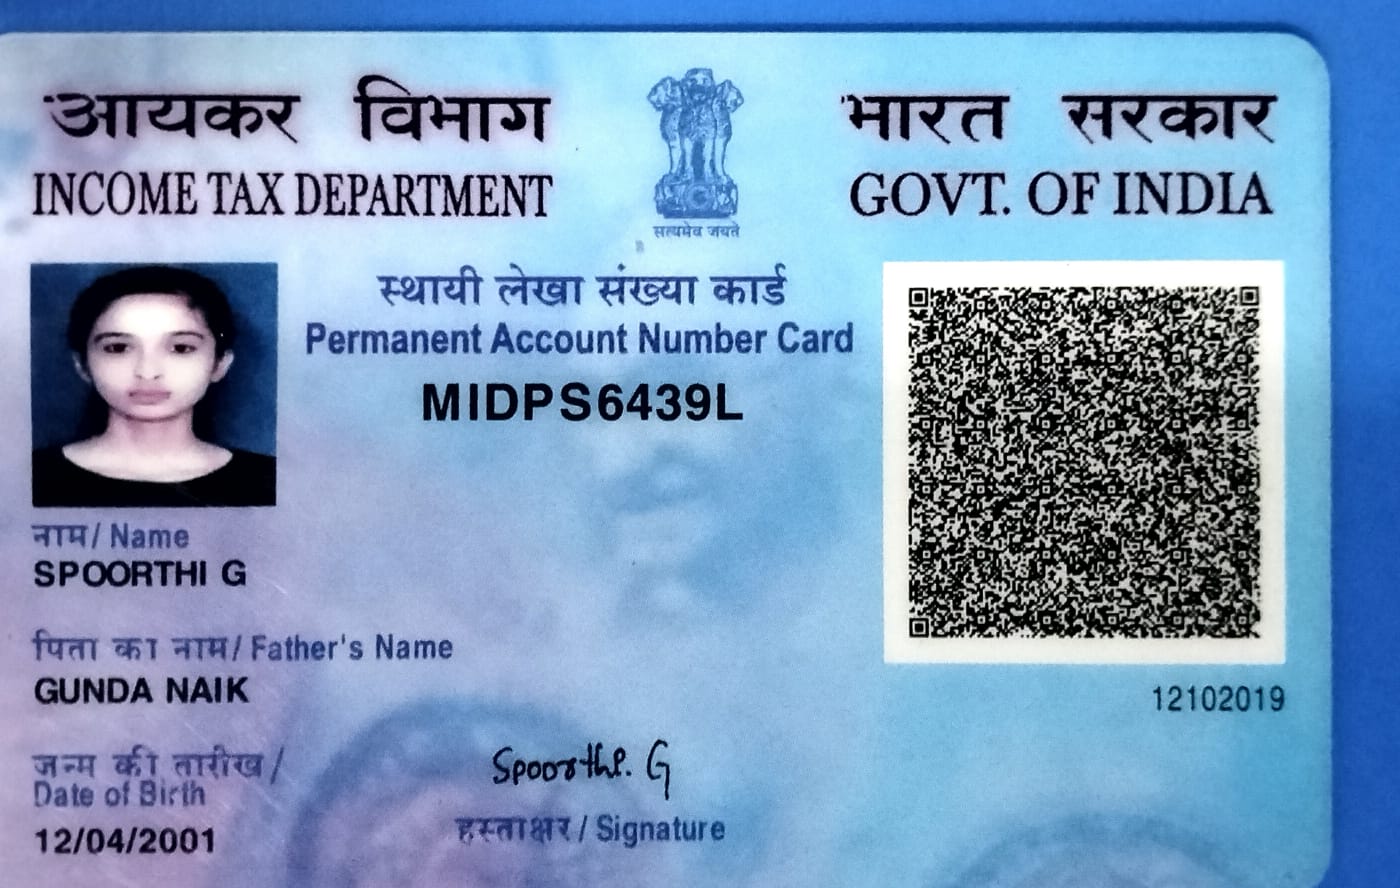 आयकर विभाग
INCOME TAX DEPARTMENT
सत्यमेव जयते
भारत सरकार
GOVT. OF INDIA
स्थायी लेखा संख्या कार्ड
Permanent Account Number Card
MIDPS6439L
नाम/ Name
SPOORTHI G
पिता का नाम/ Father's Name
GUNDA NAIK
12102019
जन्म की तारीख/
Date of Birth
12/04/2001
Spoorthi. G
हस्ताक्षर/ Signature